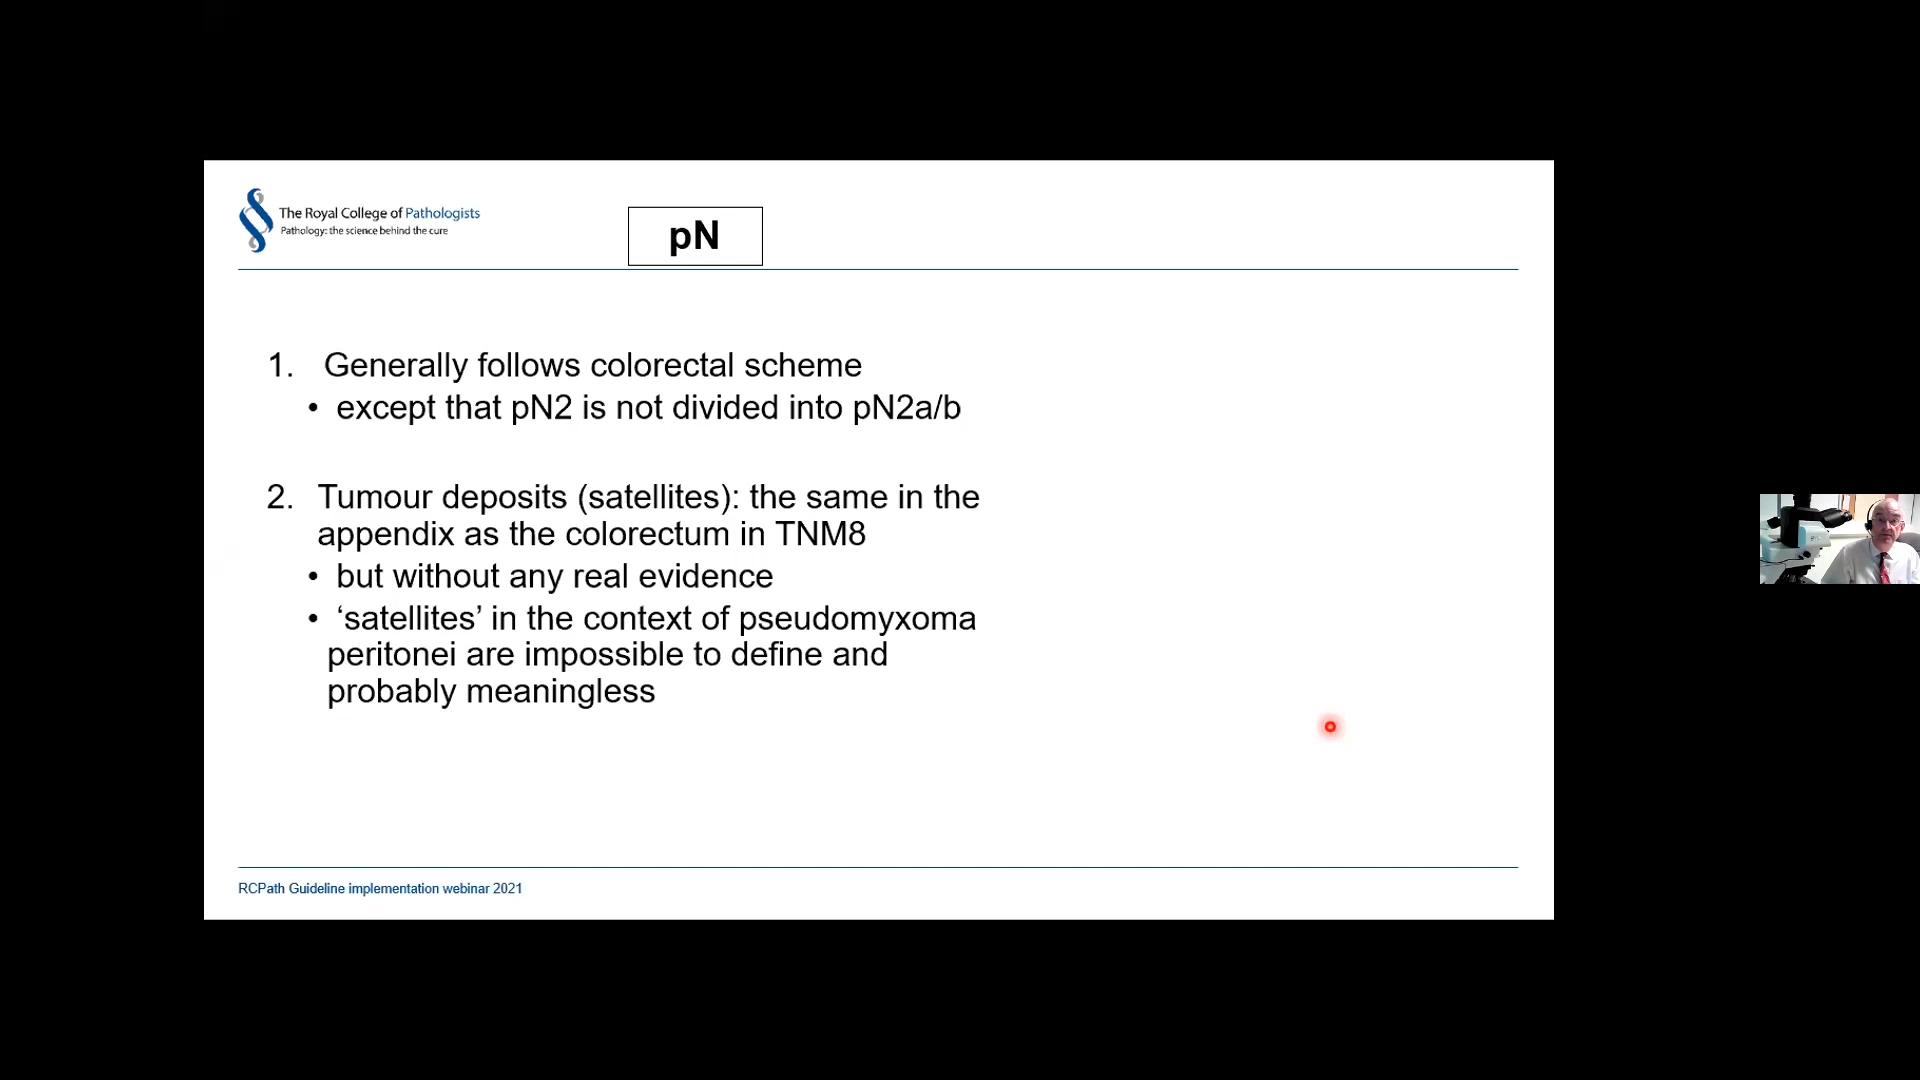 The Royal College of Pathologists
Pathology: the science behind the cure
pN
1. Generally follows colorectal scheme
• except that pN2 is not divided into pN2a/b
2. Tumour deposits (satellites): the same in the
appendix as the colorectum in TNM8
• but without any real evidence
• ‘satellites’ in the context of pseudomyxoma
peritonei are impossible to define and
probably meaningless
RCPath Guideline implementation webinar 2021